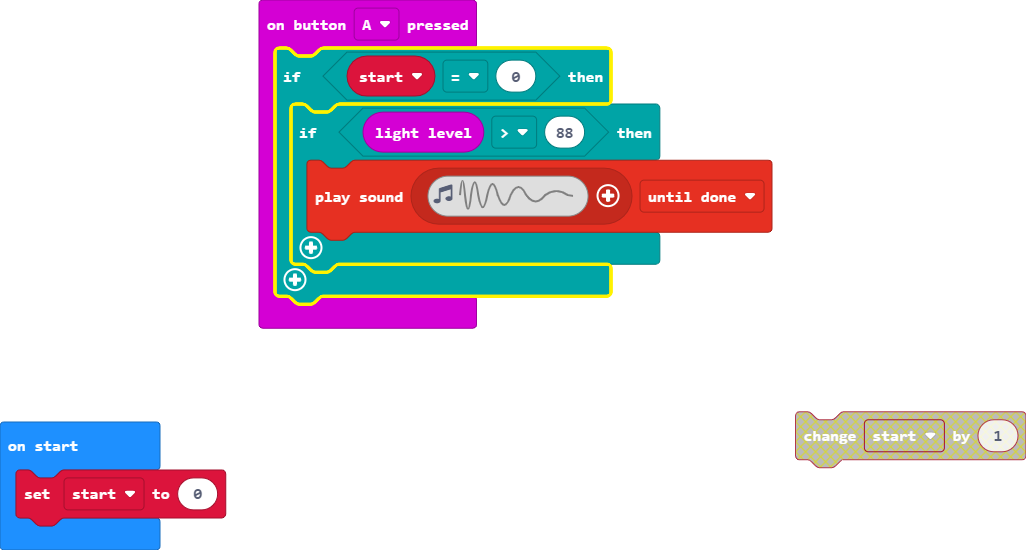 on button A pressed
if start = 0 then
if light level > 88 then
play sound until done
change start by 1
on start
set start to 0